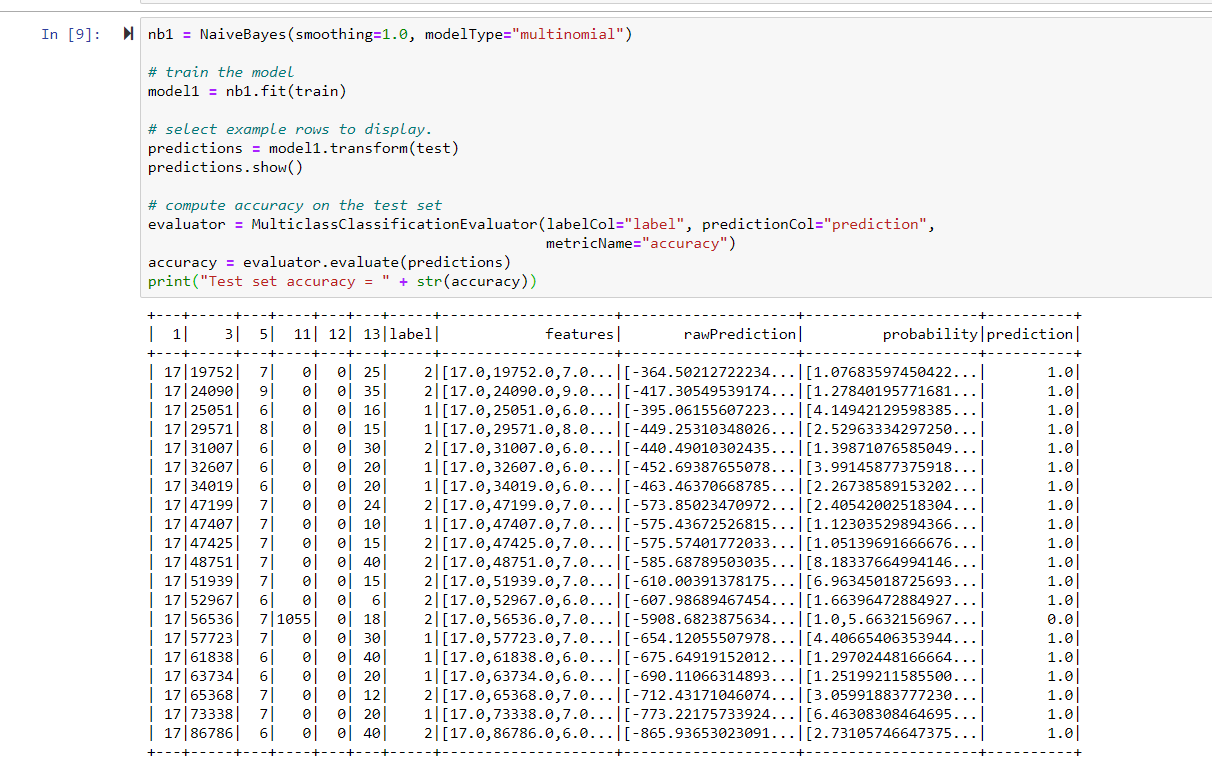 In [9]:
nb1 = NaiveBayes(smoothing=1.0, modelType="multinomial")
# train the model
model1 = nb1.fit(train)
# select example rows to display.
predictions = model1.transform(test)
predictions.show()
# compute accuracy on the test set
evaluator = MulticlassClassificationEvaluator(labelCol="label", predictionCol="prediction",
metricName="accuracy")
accuracy = evaluator.evaluate(predictions)
print("Test set accuracy = " + str(accuracy))
+---+-----+---+----+---+---+-----+--------------------+--------------------+--------------------+----------+
|  1|    3|  5|  11| 12| 13|label|            features|       rawPrediction|         probability|prediction|
+---+-----+---+----+---+---+-----+--------------------+--------------------+--------------------+----------+
| 17|19752|  7|   0|  0| 25|    2|[17.0,19752.0,7.0...|[-364.50212722234...|[1.07683597450422...|       1.0|
| 17|24090|  9|   0|  0| 35|    2|[17.0,24090.0,9.0...|[-417.30549539174...|[1.27840195771681...|       1.0|
| 17|25051|  6|   0|  0| 16|    1|[17.0,25051.0,6.0...|[-395.06155607223...|[4.14942129598385...|       1.0|
| 17|29571|  8|   0|  0| 15|    1|[17.0,29571.0,8.0...|[-449.25310348026...|[2.52963334297250...|       1.0|
| 17|31007|  6|   0|  0| 30|    2|[17.0,31007.0,6.0...|[-440.49010302435...|[1.39871076585049...|       1.0|
| 17|32607|  6|   0|  0| 20|    1|[17.0,32607.0,6.0...|[-452.69387655078...|[3.99145877375918...|       1.0|
| 17|34019|  6|   0|  0| 20|    1|[17.0,34019.0,6.0...|[-463.46370668785...|[2.26738589153202...|       1.0|
| 17|47199|  7|   0|  0| 24|    2|[17.0,47199.0,7.0...|[-573.85023470972...|[2.40542002518304...|       1.0|
| 17|47407|  7|   0|  0| 10|    1|[17.0,47407.0,7.0...|[-575.43672526815...|[1.12303529894366...|       1.0|
| 17|47425|  7|   0|  0| 15|    2|[17.0,47425.0,7.0...|[-575.57401772033...|[1.05139691666676...|       1.0|
| 17|48751|  7|   0|  0| 40|    2|[17.0,48751.0,7.0...|[-585.68789503035...|[8.18337664994146...|       1.0|
| 17|51939|  7|   0|  0| 15|    2|[17.0,51939.0,7.0...|[-610.00391378175...|[6.96345018725693...|       1.0|
| 17|52967|  6|   0|  0|  6|    2|[17.0,52967.0,6.0...|[-607.98689467454...|[1.66396472884927...|       1.0|
| 17|56536|  7|1055|  0| 18|    2|[17.0,56536.0,7.0...|[-5908.6823875634...|[1.0,5.6632156967...|       0.0|
| 17|57723|  7|   0|  0| 30|    1|[17.0,57723.0,7.0...|[-654.12055507978...|[4.40665406353944...|       1.0|
| 17|61838|  6|   0|  0| 40|    1|[17.0,61838.0,6.0...|[-675.64919152012...|[1.29702448166664...|       1.0|
| 17|63734|  6|   0|  0| 20|    1|[17.0,63734.0,6.0...|[-690.11066314893...|[1.25199211585500...|       1.0|
| 17|65368|  7|   0|  0| 12|    2|[17.0,65368.0,7.0...|[-712.43171046074...|[3.05991883777230...|       1.0|
| 17|73338|  7|   0|  0| 20|    1|[17.0,73338.0,7.0...|[-773.22175733924...|[6.46308308464695...|       1.0|
| 17|86786|  6|   0|  0| 40|    2|[17.0,86786.0,6.0...|[-865.93653023091...|[2.73105746647375...|       1.0|
+---+-----+---+----+---+---+-----+--------------------+--------------------+--------------------+----------+